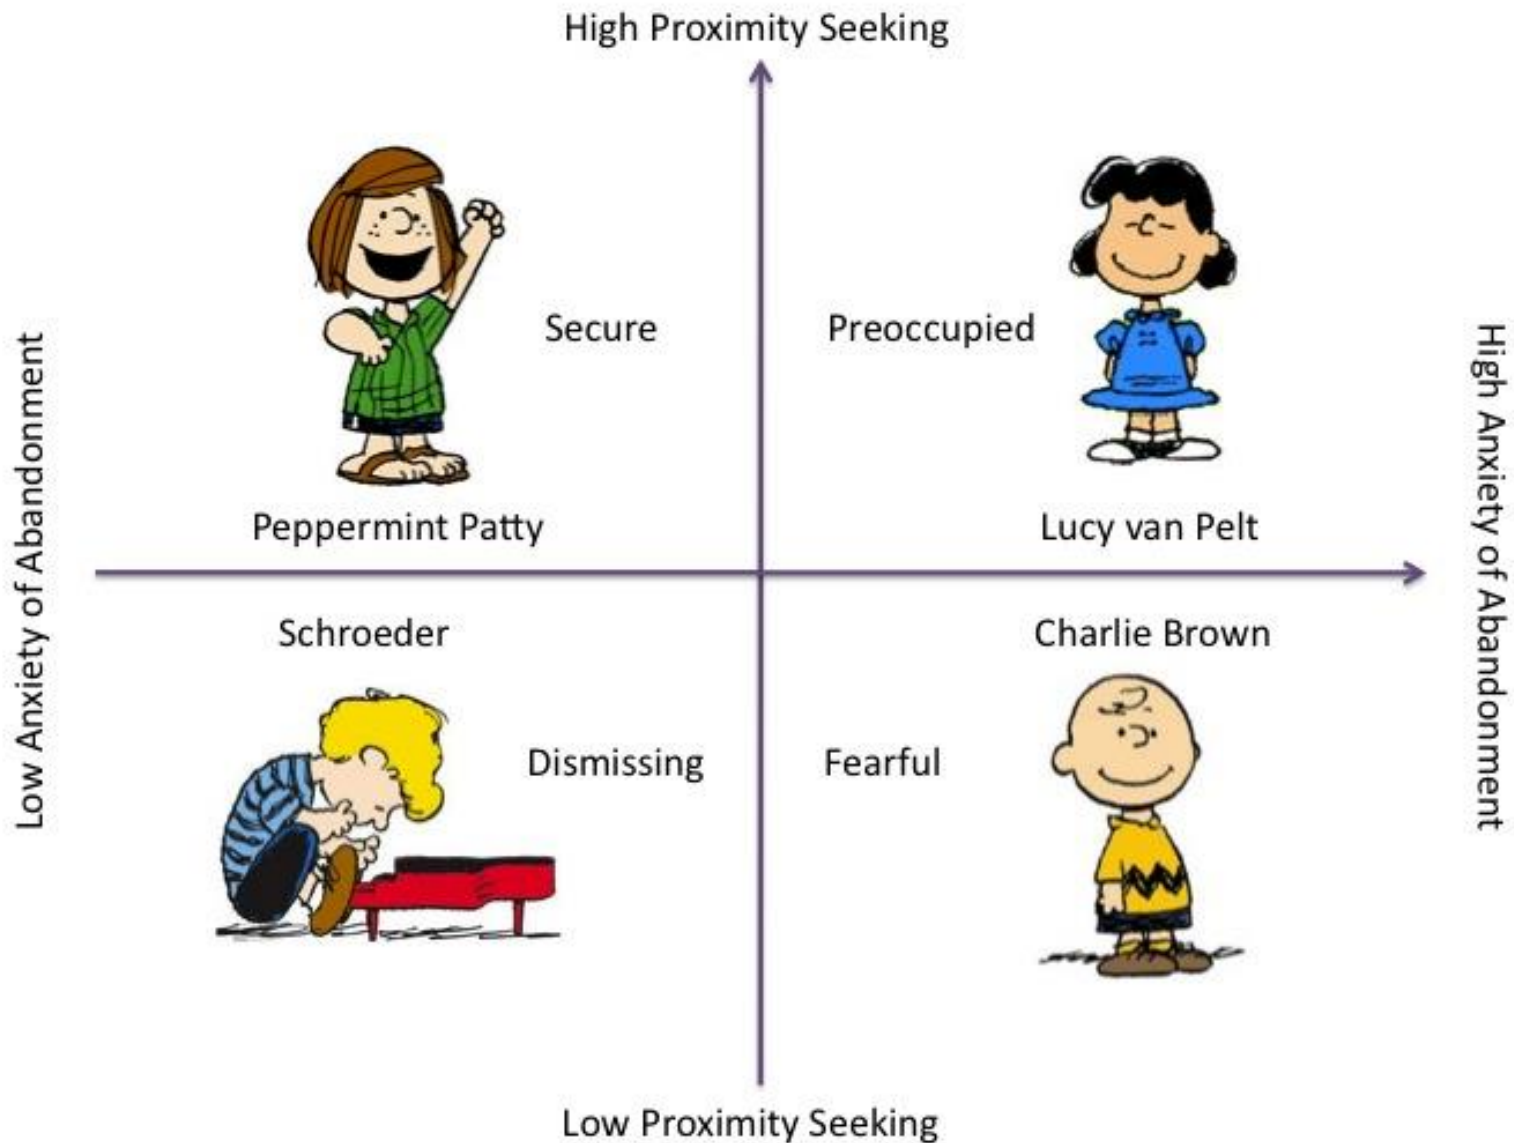 High Proximity Seeking
Secure
Preoccupied
Low Anxiety of Abandonment
High Anxiety of Abandonment
Peppermint Patty
Lucy van Pelt
Schroeder
Charlie Brown
Dismissing
Fearful
Low Proximity Seeking